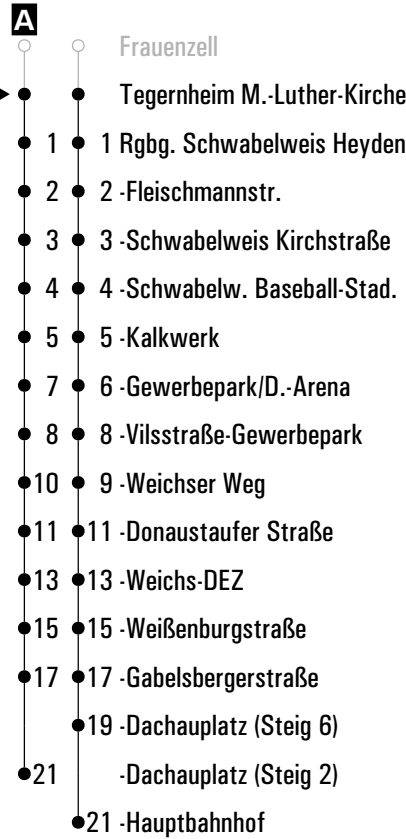 A
Frauenzell
Tegernheim M.-Luther-Kirche
1 1 Rgbg. Schwabelweis Heyden
2 2 -Fleischmannstr.
3 3 -Schwabelweis Kirchstraße
4 4 -Schwabelw. Baseball-Stad.
5 5 -Kalkwerk
7 6 -Gewerbepark/D.-Arena
8 8 -Vilsstraße-Gewerbepark
10 9 -Weichser Weg
11 11 -Donaustaufer Straße
13 13 -Weichs-DEZ
15 15 -Weißenburgstraße
17 17 -Gabelsbergerstraße
19 -Dachauplatz (Steig 6)
21 -Dachauplatz (Steig 2)
21 -Hauptbahnhof